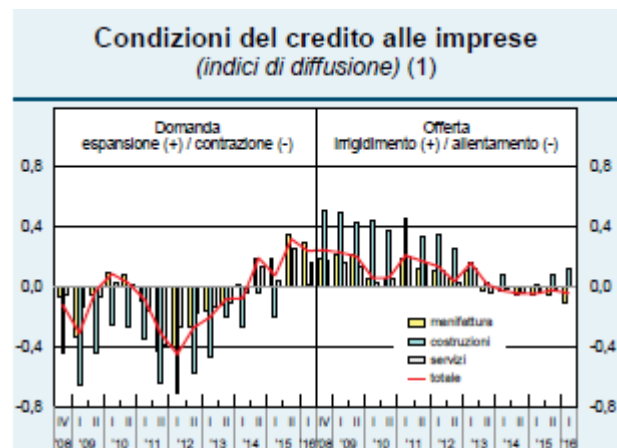 Condizioni del credito alle imprese
(indici di diffusione) (1)
Domanda
espansione (+) / contrazione (-)
Offerta
irrigidimento (+) / allentamento (-)
0,8 0,8
0,4 0,4
0,0 0,0
-0,4 -0,4
-0,8 -0,8
manifattura
costruzioni
servizi
totale
IV I II I II I II I II I II I II I II I IV I II I II I II I II I II I II I II I
'08 '09 '10 '11 '12 '13 '14 '15 '16 '08 '09 '10 '11 '12 '13 '14 '15 '16